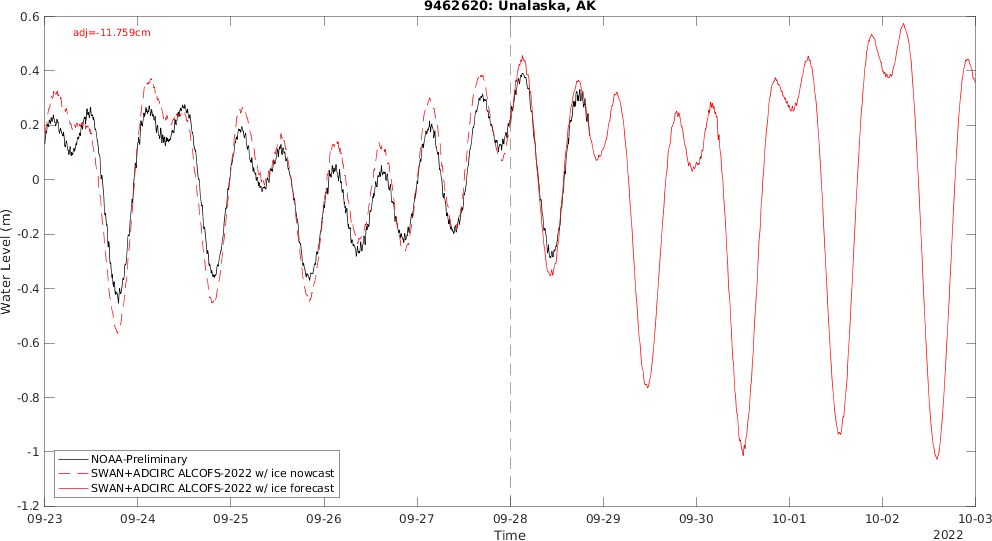 9462620: Unalaska, AK
adj=-11.759cm
0.6
0.4
0.2
0
-0.2
-0.4
-0.6
-0.8
-1
-1.2
Water Level (m)
NOAA-Preliminary
SWAN+ADCIRC ALCOFS-2022 w/ ice nowcast
SWAN+ADCIRC ALCOFS-2022 w/ ice forecast
09-23 09-24 09-25 09-26 09-27 09-28 09-29 09-30 10-01 10-02 10-03
Time
2022